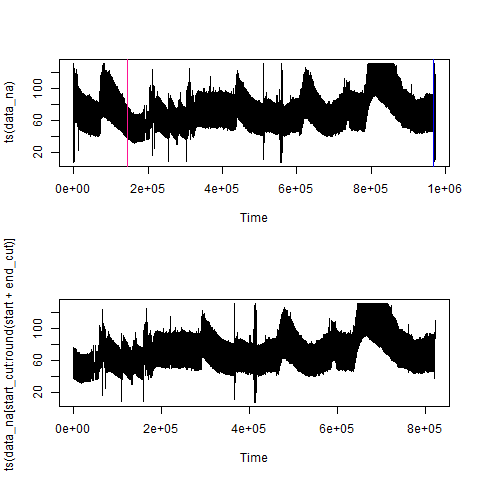 ts(data_na)
100
60
20
0e+00 2e+05 4e+05 6e+05 8e+05 1e+06
Time
ts(data_na[start_cut:round(start + end_cut)]
100
60
20
0e+00 2e+05 4e+05 6e+05 8e+05
Time